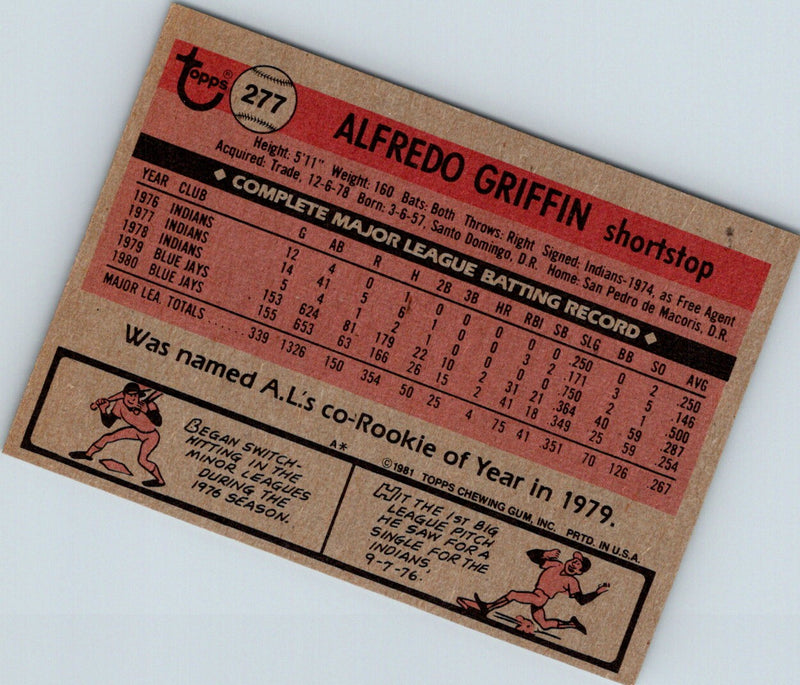 Topps® 277
ALFREDO GRIFFIN shortstop
Height: 5'11" Weight: 160 Bats: Both Throws: Right Signed: Indians-1974, as Free Agent
Acquired: Trade, 12-6-78 Born: 3-6-57, Santo Domingo, D.R. Home: San Pedro de Macoris, D.R.
◆ COMPLETE MAJOR LEAGUE BATTING RECORD ◆
YEAR CLUB G AB R H 2B 3B HR RBI SB SLG BB SO AVG
1976 INDIANS 12 4 0 1 0 0 0 0 0 .250 0 2 .250
1977 INDIANS 14 41 5 6 1 0 0 3 2 .171 3 5 .146
1978 INDIANS 5 4 1 2 1 0 0 0 0 .750 2 1 .500
1979 BLUE JAYS 153 624 81 179 22 10 2 31 21 .364 40 59 .287
1980 BLUE JAYS 155 653 63 166 26 15 2 41 18 .349 25 59 .254
MAJOR LEA. TOTALS 339 1326 150 354 50 25 4 75 41 .351 70 126 .267
Was named A.L.'s co-Rookie of Year in 1979.
A* ©1981 TOPPS CHEWING GUM, INC. PRTD. IN U.S.A.
BEGAN SWITCH-
HITTING IN THE
MINOR LEAGUES
DURING THE
1976 SEASON.
HIT THE 1ST BIG
LEAGUE PITCH
HE SAW FOR A
SINGLE FOR THE
INDIANS,
9-7-76.